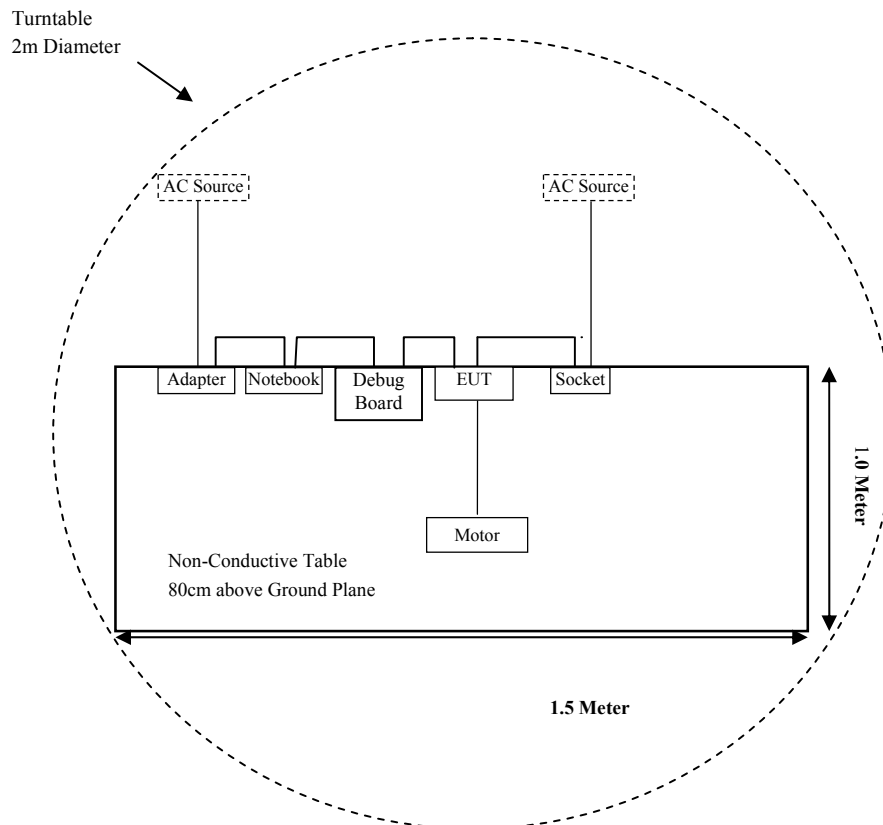 Turntable
2m Diameter
AC Source
AC Source
Adapter
Notebook
Debug
Board
EUT
Socket
1.0 Meter
Motor
Non-Conductive Table
80cm above Ground Plane
1.5 Meter